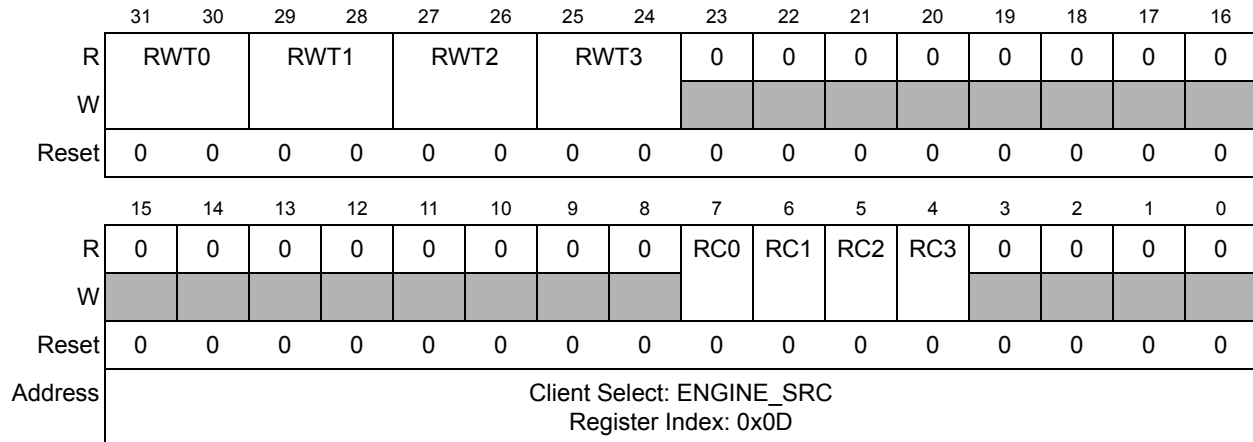 31 30 29 28 27 26 25 24 23 22 21 20 19 18 17 16
R RWT0 RWT1 RWT2 RWT3 0 0 0 0 0 0 0 0
W
Reset 0 0 0 0 0 0 0 0 0 0 0 0 0 0 0 0
15 14 13 12 11 10 9 8 7 6 5 4 3 2 1 0
R 0 0 0 0 0 0 0 0 RC0 RC1 RC2 RC3 0 0 0 0
W
Reset 0 0 0 0 0 0 0 0 0 0 0 0 0 0 0 0
Address Client Select: ENGINE_SRC
Register Index: 0x0D